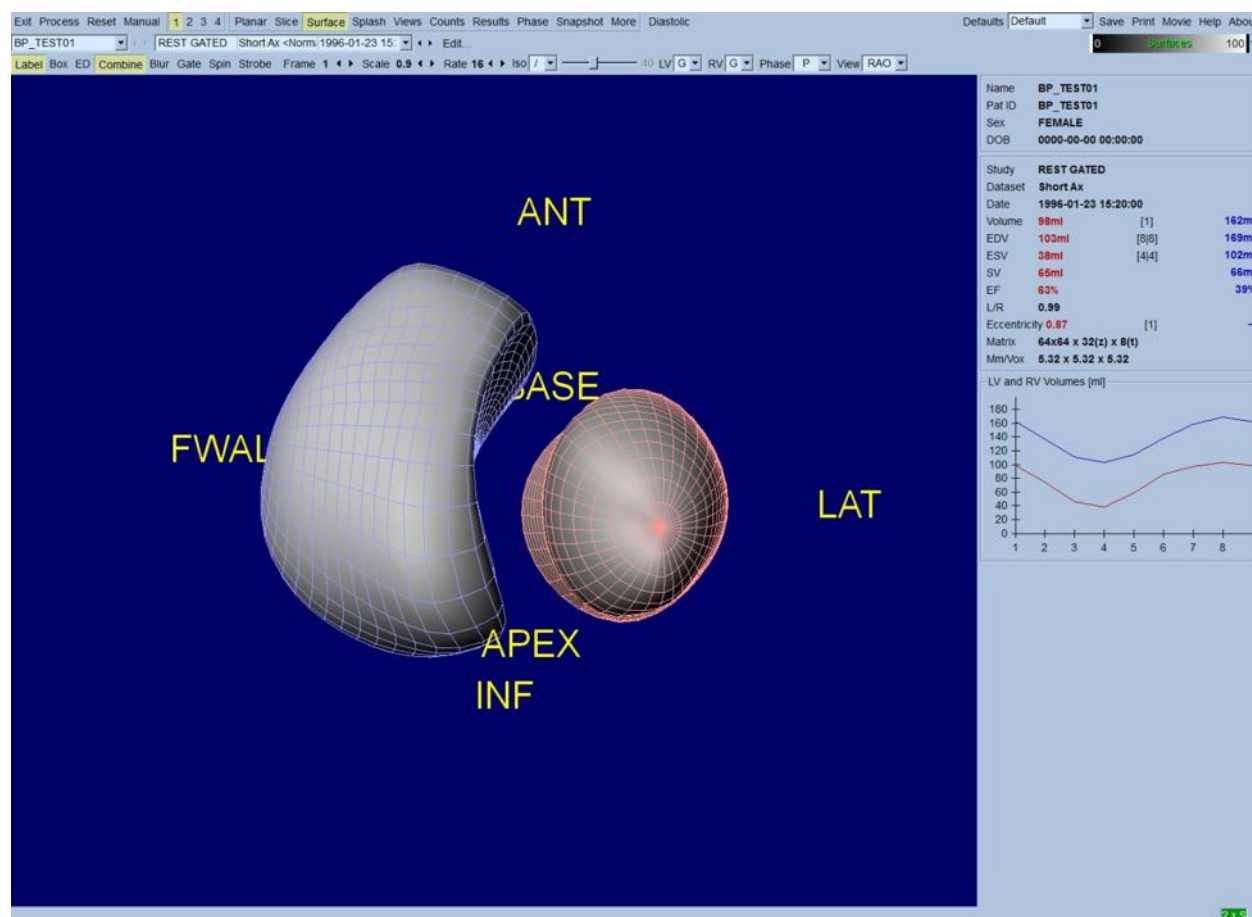 Exit Process Reset Manual 1 2 3 4 Planar Slice Surface Splash Views Counts Results Phase Snapshot More Diastolic Defaults Default Save Print Movie Help Abou
BP_TEST01 REST GATED Short Ax <Norm 1996-01-23 15: Edit... 0 Surfaces 100
Label Box ED Combine Blur Gate Spin Strobe Frame 1 Scale 0.9 Rate 16 Iso / 40 LV G RV G Phase P View RAO
Name BP_TEST01
Pat ID BP_TEST01
Sex FEMALE
DOB 0000-00-00 00:00:00
Study REST GATED
Dataset Short Ax
Date 1996-01-23 15:20:00
Volume 98ml [1] 162m
EDV 103ml [8|8] 169m
ESV 38ml [4|4] 102m
SV 65ml 66m
EF 63% 39%
L/R 0.99
Eccentricity 0.87 [1] -
Matrix 64x64 x 32(z) x 8(t)
Mm/Vox 5.32 x 5.32 x 5.32
LV and RV Volumes [ml]
180
160
140
120
100
80
60
40
20
0
1 2 3 4 5 6 7 8
ANT
BASE
FWAL
LAT
APEX
INF